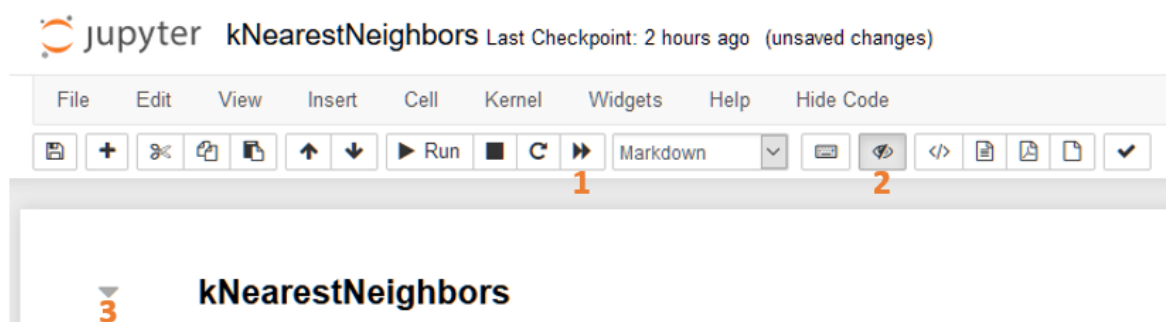 jupyter kNearestNeighbors Last Checkpoint: 2 hours ago (unsaved changes)
File Edit View Insert Cell Kernel Widgets Help Hide Code
Run Markdown </>
1 2
kNearestNeighbors
3